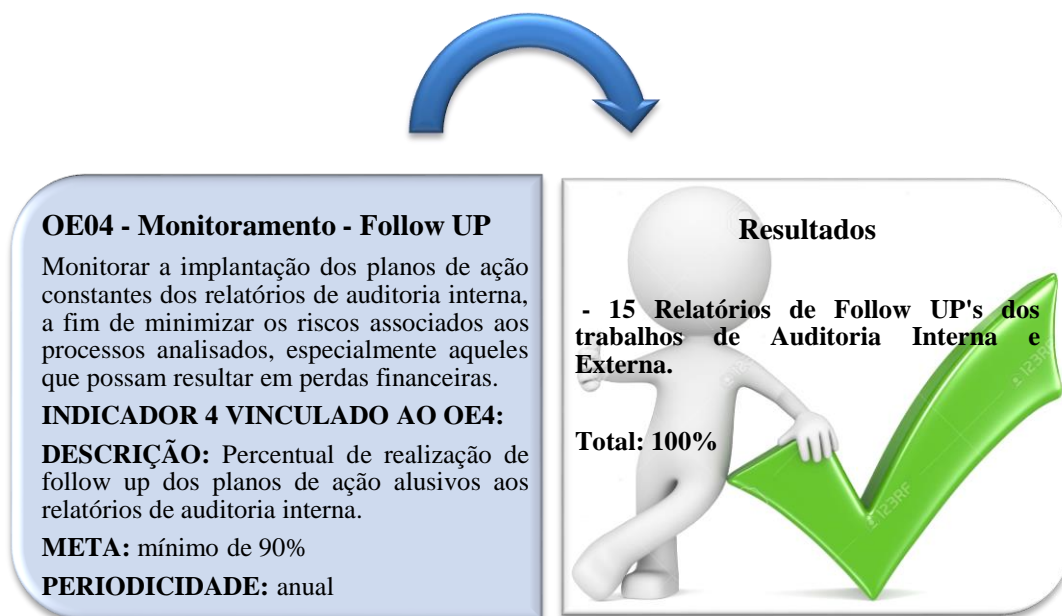 OE04 - Monitoramento - Follow UP
Monitorar a implantação dos planos de ação
constantes dos relatórios de auditoria interna,
a fim de minimizar os riscos associados aos
processos analisados, especialmente aqueles
que possam resultar em perdas financeiras.
INDICADOR 4 VINCULADO AO OE4:
DESCRIÇÃO: Percentual de realização de
follow up dos planos de ação alusivos aos
relatórios de auditoria interna.
META: mínimo de 90%
PERIODICIDADE: anual
Resultados
- 15 Relatórios de Follow UP's dos
trabalhos de Auditoria Interna e
Externa.
Total: 100%
123RF
123RF